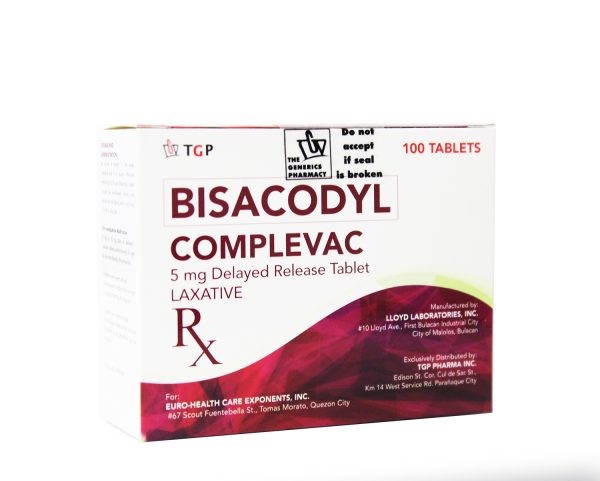 TGP
THE
GENERICS
PHARMACY
Do not
accept
if seal
is broken
100 TABLETS
BISACODYL
COMPLEVAC
5 mg Delayed Release Tablet
LAXATIVE
Rx
Manufactured by:
LLOYD LABORATORIES, INC.
#10 Lloyd Ave., First Bulacan Industrial City
City of Malolos, Bulacan
Exclusively Distributed by:
TGP PHARMA INC.
Edison St. Cor. Cul de Sac St.,
Km 14 West Service Rd. Parañaque City
For:
EURO-HEALTH CARE EXPONENTS, INC.
#67 Scout Fuentebella St., Tomas Morato, Quezon City